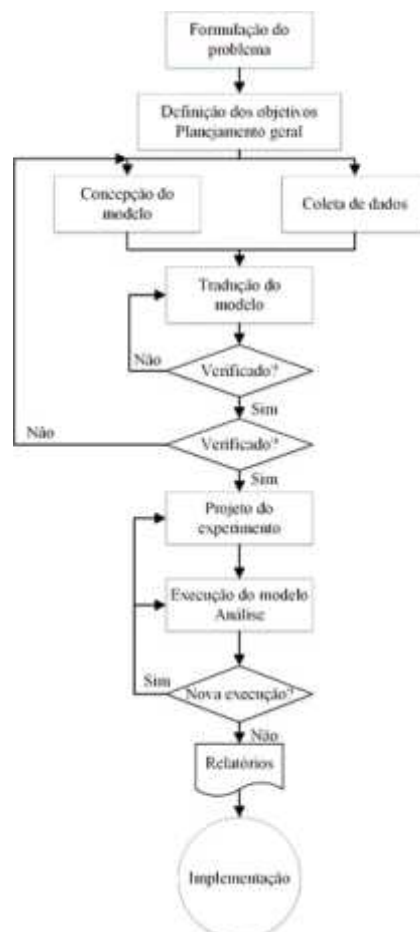 Formulação do
problema
Definição dos objetivos
Planejamento geral
Concepção do
modelo
Coleta de dados
Tradução do
modelo
Não
Verificado?
Sim
Não
Verificado?
Sim
Projeto do
experimento
Execução do modelo
Análise
Sim
Nova execução?
Não
Relatórios
Implementação